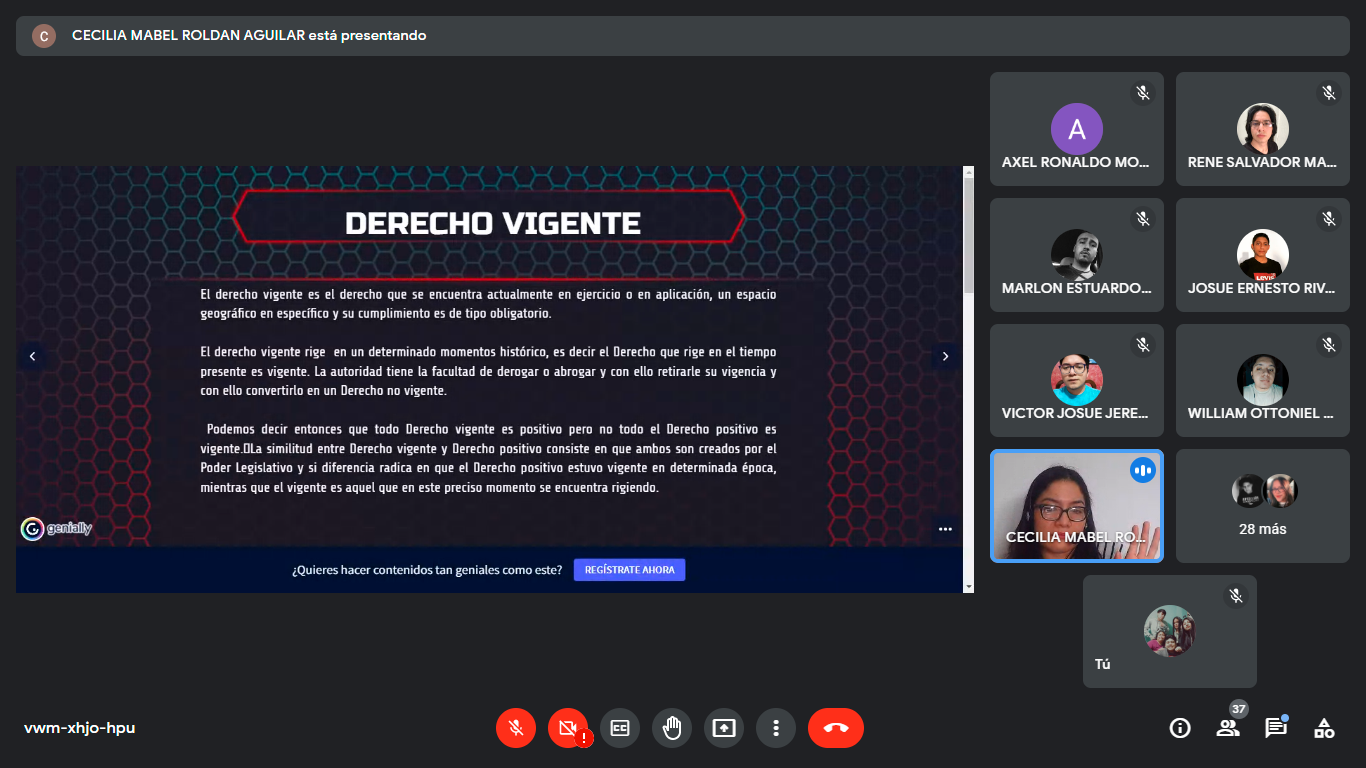 C
CECILIA MABEL ROLDAN AGUILAR está presentando
DERECHO VIGENTE
El derecho vigente es el derecho que se encuentra actualmente en ejercicio o en aplicación, un espacio
geográfico en específico y su cumplimiento es de tipo obligatorio.
El derecho vigente rige en un determinado momentos histórico, es decir el Derecho que rige en el tiempo
presente es vigente. La autoridad tiene la facultad de derogar o abrogar y con ello retirarle su vigencia y
con ello convertirlo en un Derecho no vigente.
Podemos decir entonces que todo Derecho vigente es positivo pero no todo el Derecho positivo es
vigente.▯La similitud entre Derecho vigente y Derecho positivo consiste en que ambos son creados por el
Poder Legislativo y si diferencia radica en que el Derecho positivo estuvo vigente en determinada época,
mientras que el vigente es aquel que en este preciso momento se encuentra rigiendo.
genially
¿Quieres hacer contenidos tan geniales como este?
REGÍSTRATE AHORA
A
AXEL RONALDO MO...
RENE SALVADOR MA...
MARLON ESTUARDO...
JOSUE ERNESTO RIV...
VICTOR JOSUE JERE...
WILLIAM OTTONIEL ...
CECILIA MABEL RO...
28 más
Tú
vwm-xhjo-hpu
37